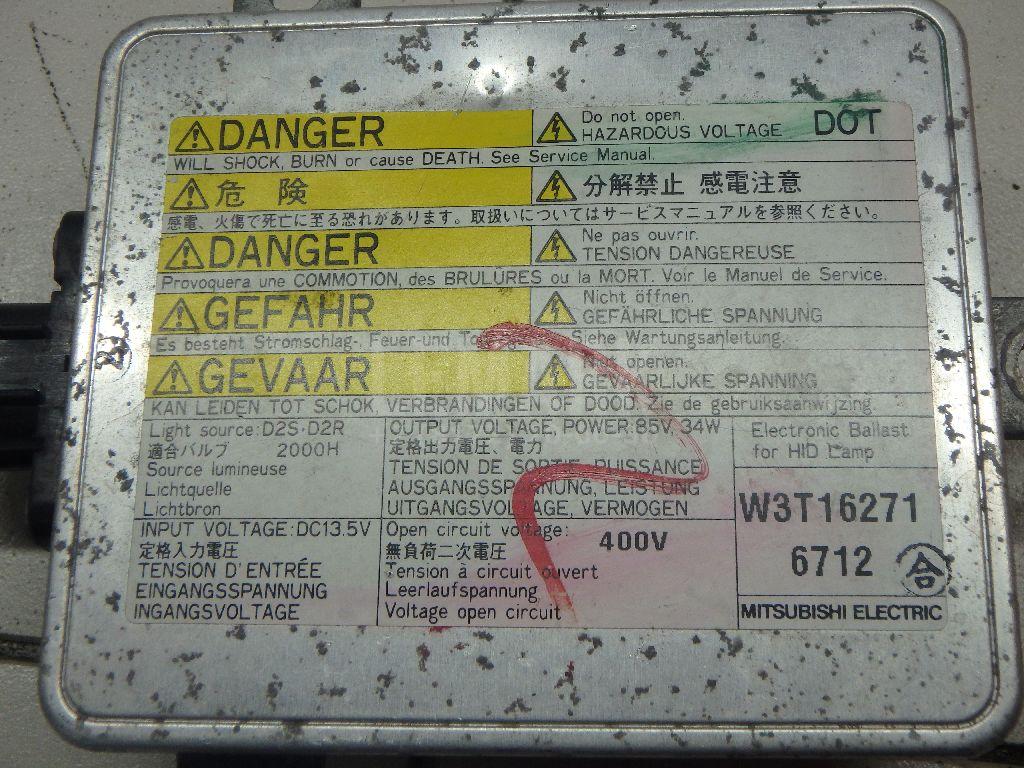 DANGER
Do not open.
HAZARDOUS VOLTAGE DOT
WILL SHOCK, BURN or cause DEATH. See Service Manual.
危 険
分解禁止 感電注意
感電、火傷で死亡に至る恐れがあります。取扱いについてはサービスマニュアルを参照ください。
DANGER
Ne pas ouvrir.
TENSION DANGEREUSE
Provoquera une COMMOTION, des BRULÛRES ou la MORT. Voir le Manuel de Service.
GEFAHR
Nicht öffnen.
GEFÄHRLICHE SPANNUNG
Es besteht Stromschlag-, Feuer-und Siehe Wartungsanleitung.
GEVAAR
openen.
GEVAARLIJKE SPANNING
KAN LEIDEN TOT SCHOK, VERBRANDINGEN OF DOOD. Zie de gebruiksaanwijzing
Light source:D2S·D2R
適合バルブ 2000H
Source lumineuse
Lichtquelle
Lichtbron
OUTPUT VOLTAGE, POWER:85V, 34W
定格出力電圧、電力
TENSION DE SORTIE, PUISSANCE
AUSGANGSSPANNUNG, LEISTUNG
UITGANGSVOLTAGE, VERMOGEN
Electronic Ballast
for HID Lamp
W3T16271
6712 合
MITSUBISHI ELECTRIC
INPUT VOLTAGE:DC13.5V
定格入力電圧
TENSION D'ENTRÉE
EINGANGSSPANNUNG
INGANGSVOLTAGE
Open circuit voltage:
400V
無負荷二次電圧
Tension à circuit ouvert
Leerlaufspannung
Voltage open circuit